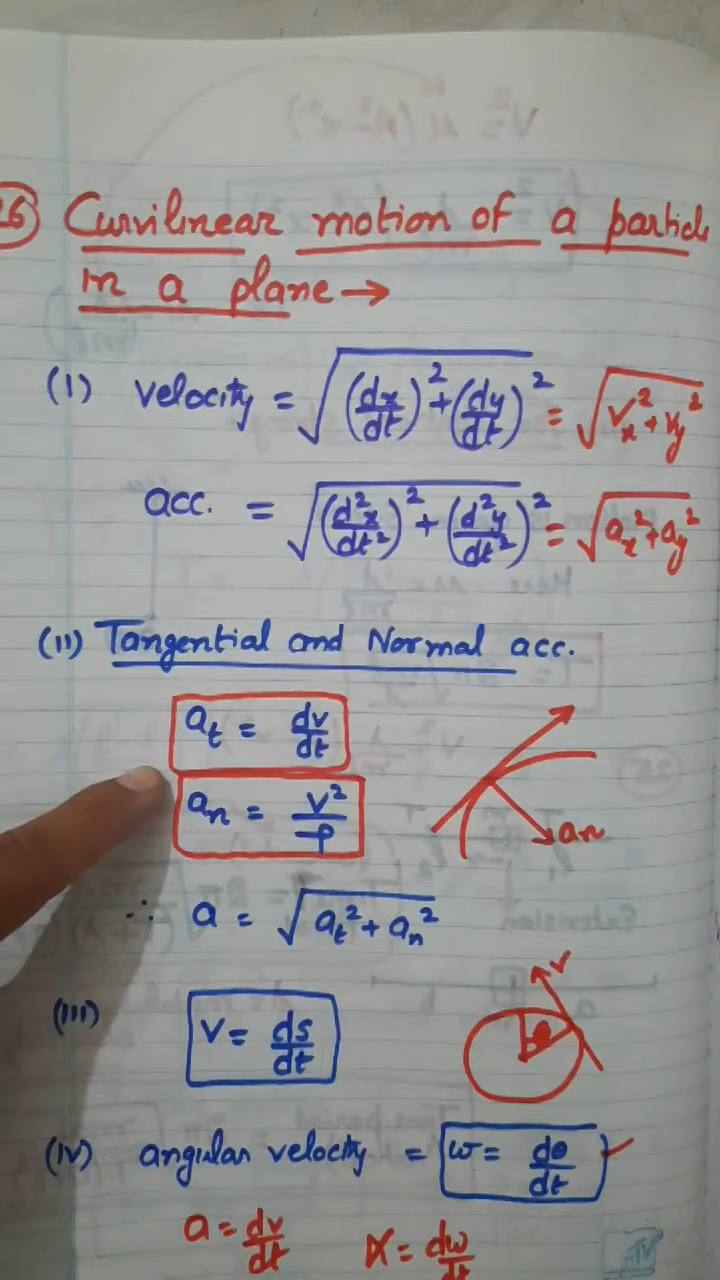 26 Curvilinear motion of a particle
in a plane →
(I) velocity = √(dx/dt)² + (dy/dt)² = √Vx² + Vy²
acc. = √(d²x/dt²)² + (d²y/dt²)² = √ax² + ay²
(II) Tangential and Normal acc.
at = dv/dt
an = v²/ρ
an
∴ a = √at² + an²
(III) V = ds/dt
v
θ
(IV) angular velocity = ω = dθ/dt
a = dv/dt α = dω/dt